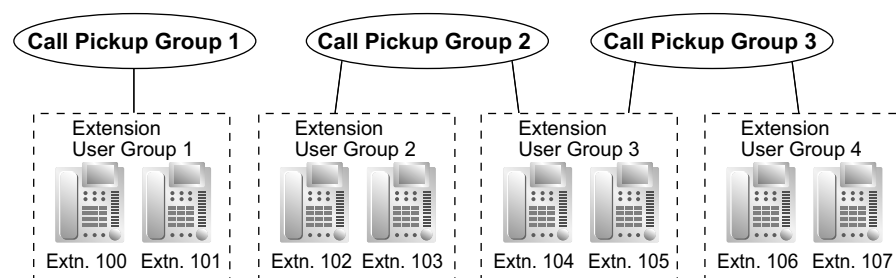 Call Pickup Group 1
Call Pickup Group 2
Call Pickup Group 3
Extension
User Group 1
Extension
User Group 2
Extension
User Group 3
Extension
User Group 4
Extn. 100
Extn. 101
Extn. 102
Extn. 103
Extn. 104
Extn. 105
Extn. 106
Extn. 107